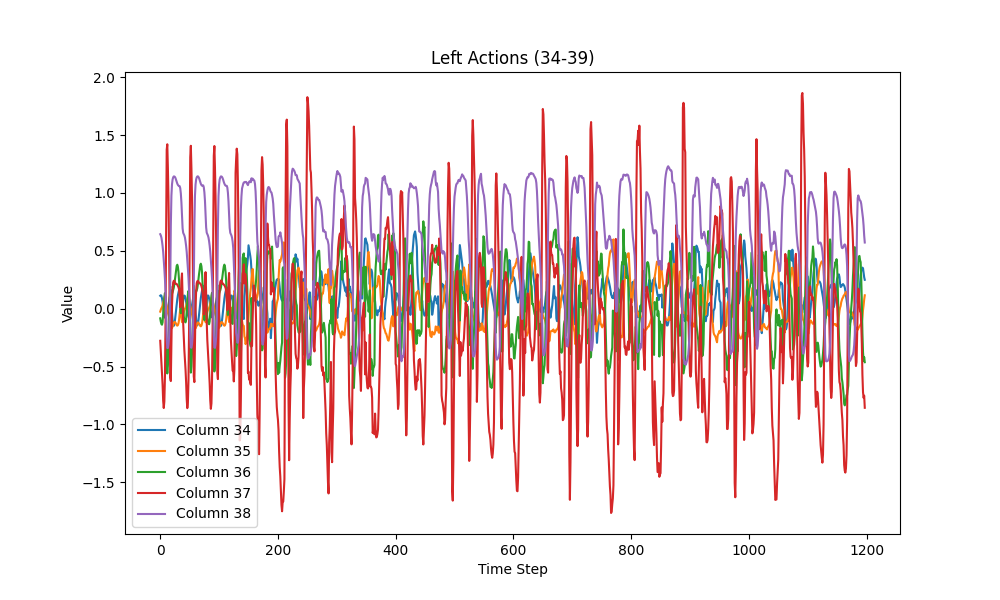 Left Actions (34-39)
2.0
1.5
1.0
0.5
0.0
−0.5
−1.0
−1.5
Value
Column 34
Column 35
Column 36
Column 37
Column 38
0 200 400 600 800 1000 1200
Time Step